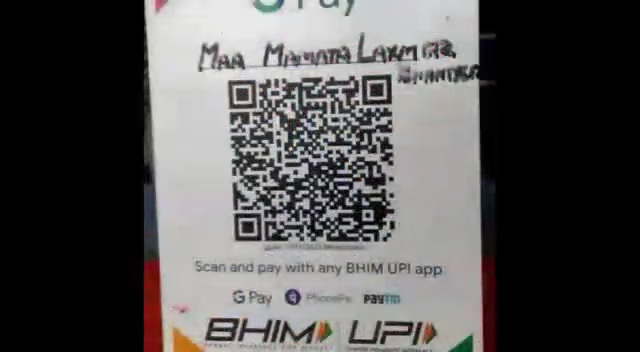 G Pay
MAA MAMATA LAXMI
Scan and pay with any BHIM UPI app
G Pay PhonePe paytm
BHIM UPI